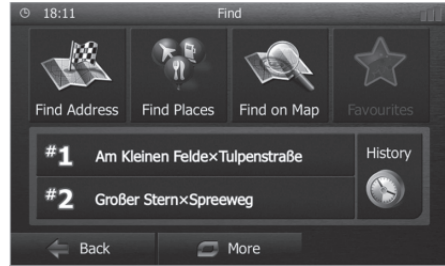 18:11 Find
Find Address Find Places Find on Map Favourites
#1 Am Kleinen Felde×Tulpenstraße History
#2 Großer Stern×Spreeweg
Back More